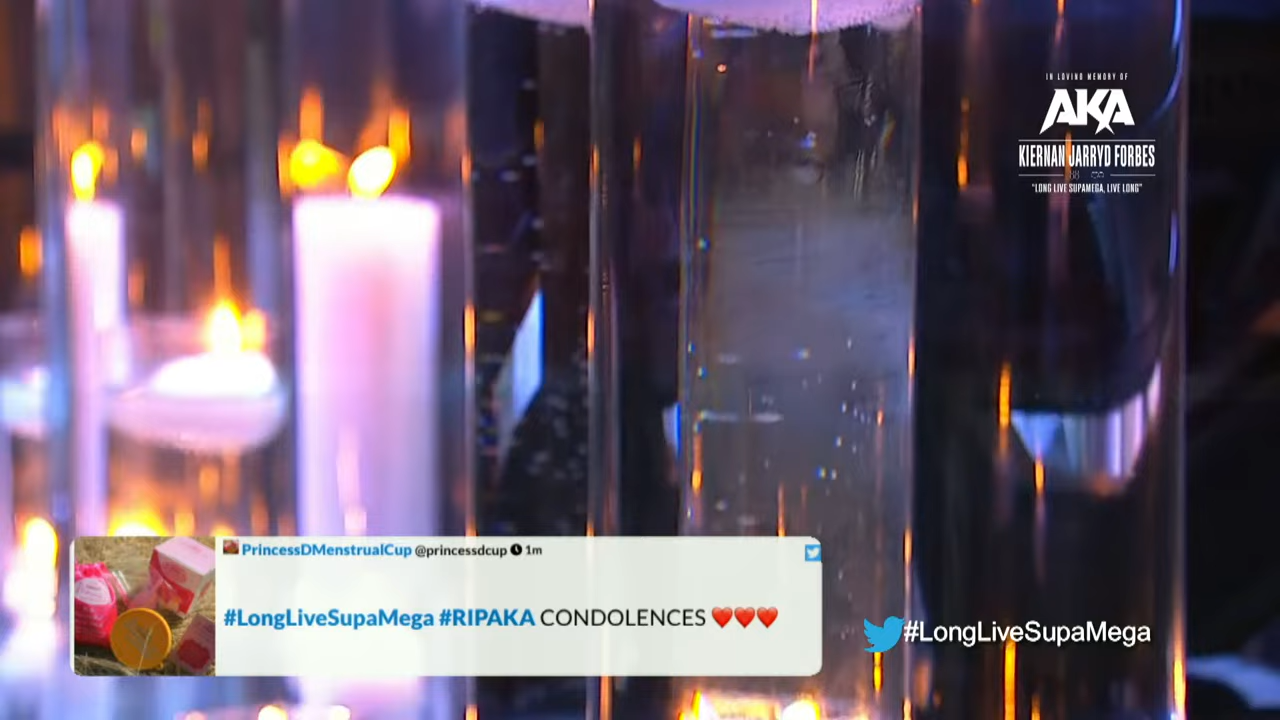 IN LOVING MEMORY OF
AKA
KIERNAN JARRYD FORBES
"LONG LIVE SUPAMEGA, LIVE LONG"
PrincessDMenstrualCup @princessdcup 1m
#LongLiveSupaMega #RIPAKA CONDOLENCES ❤️❤️❤️
#LongLiveSupaMega